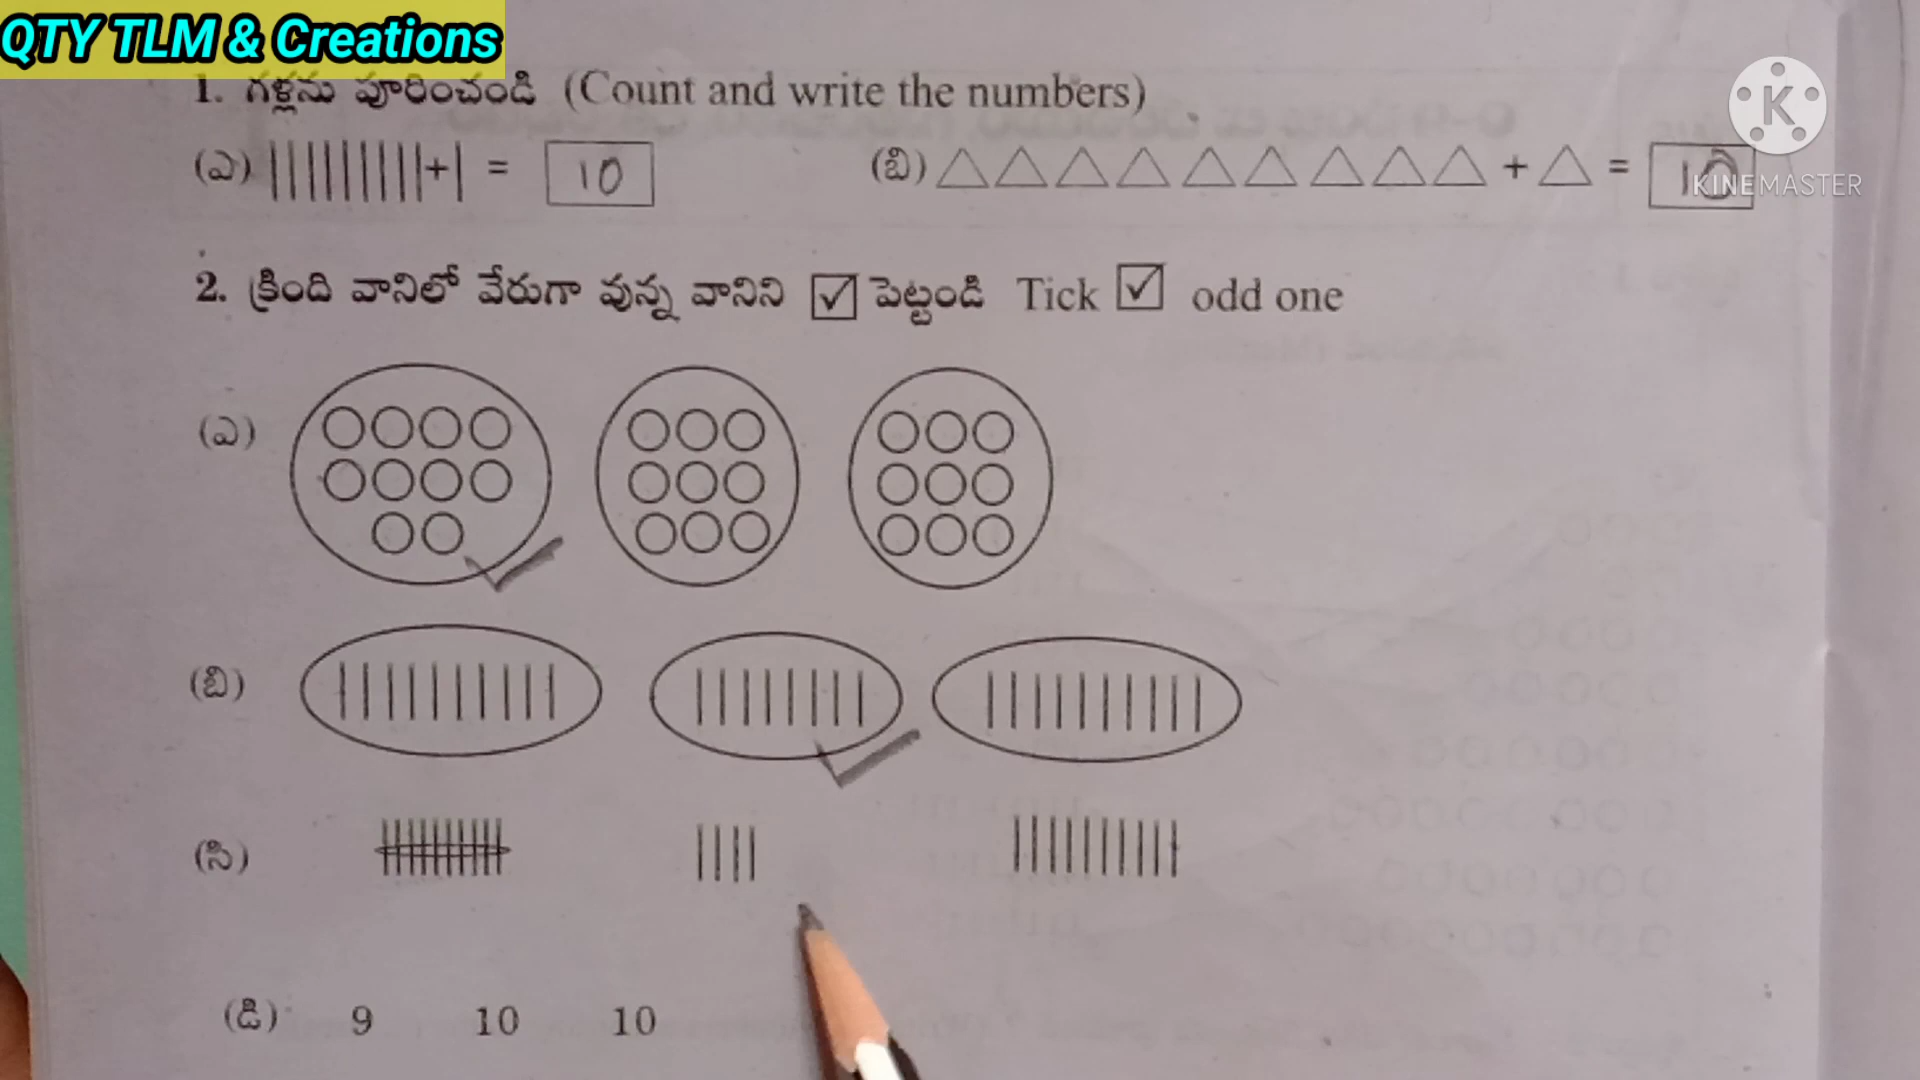 QTY TLM & Creations
1. గళ్లను పూరించండి (Count and write the numbers)
(ఎ) + = 10 (బి) + = 10
KINEMASTER
2. క్రింది వానిలో వేరుగా వున్న వానిని ☑ పెట్టండి Tick ☑ odd one
(ఎ)
(బి)
(సి)
(డి) 9 10 10